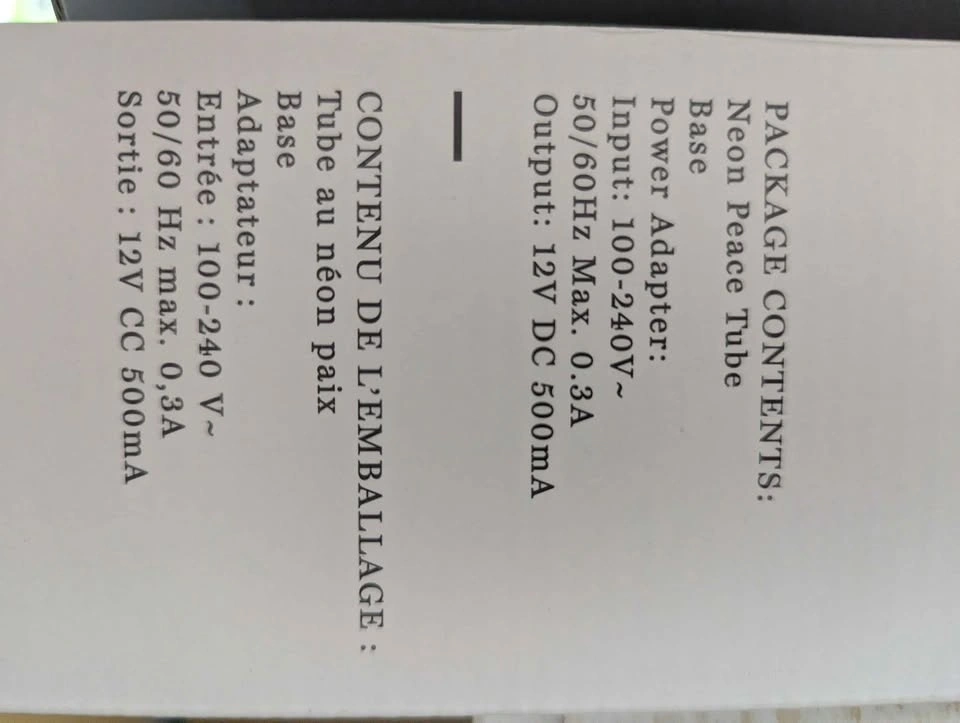 PACKAGE CONTENTS:
Neon Peace Tube
Base
Power Adapter:
Input: 100-240V~
50/60Hz Max. 0.3A
Output: 12V DC 500mA
CONTENU DE L'EMBALLAGE :
Tube au néon paix
Base
Adaptateur :
Entrée : 100-240 V~
50/60 Hz max. 0,3A
Sortie : 12V CC 500mA